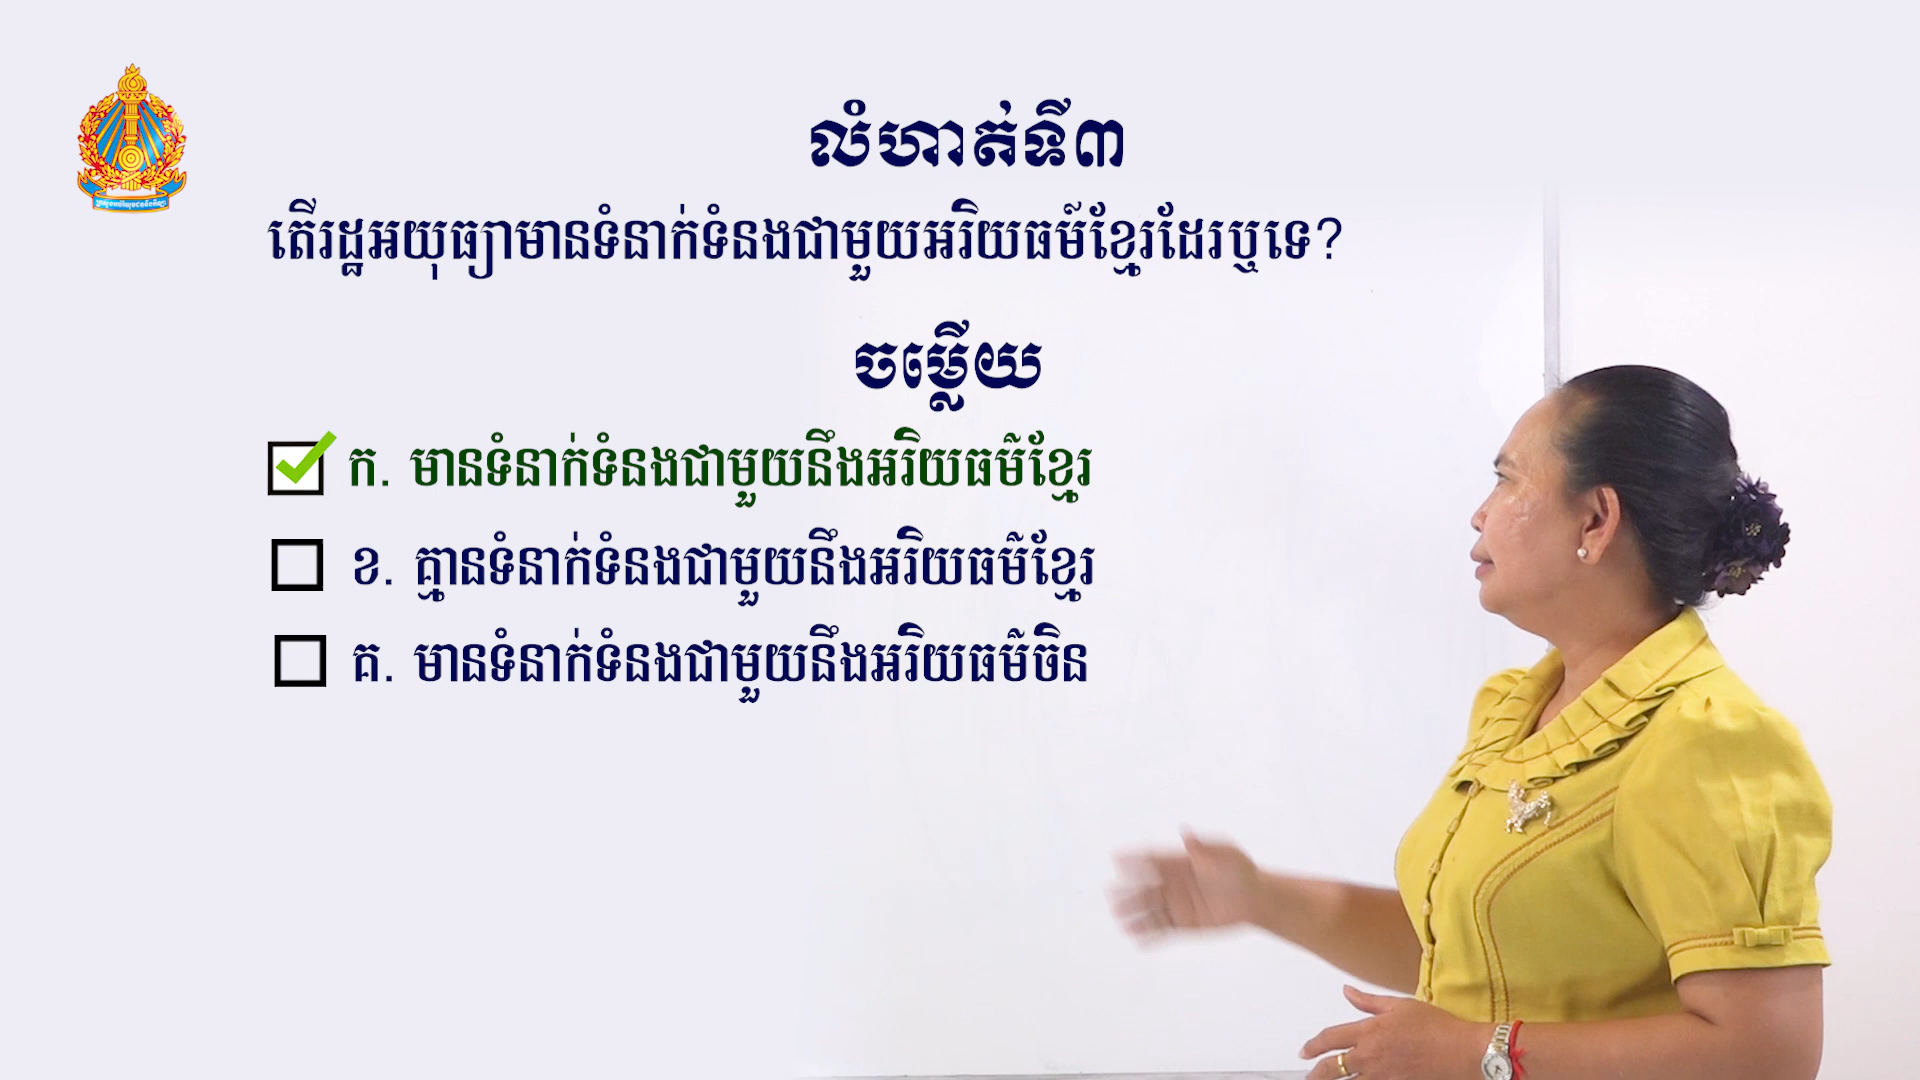 លំហាត់ទី៣
តើរដ្ឋអយុធ្យាមានទំនាក់ទំនងជាមួយអរិយធម៍ខ្មែរដែរឬទេ?
ចម្លើយ
ក. មានទំនាក់ទំនងជាមួយនឹងអរិយធម៌ខ្មែរ
ខ. គ្មានទំនាក់ទំនងជាមួយនឹងអរិយធម៌ខ្មែរ
គ. មានទំនាក់ទំនងជាមួយនឹងអរិយធម៌ចិន